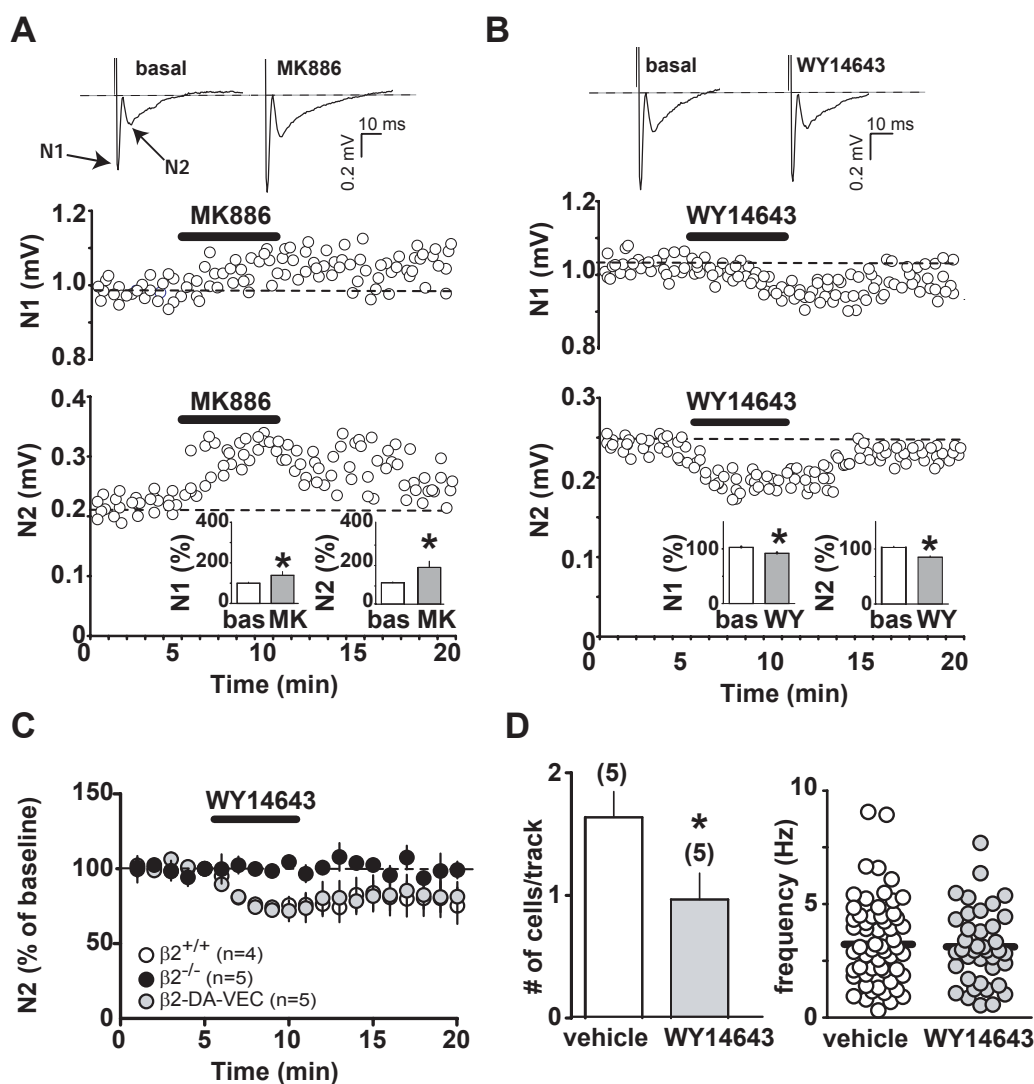 A
basal
MK886
N1
N2
10 ms
0.2 mV
MK886
1.2
1.0
0.8
N1 (mV)
MK886
0.4
0.3
0.2
0.1
0
N2 (mV)
400
200
0
N1 (%)
*
bas MK
400
200
0
N2 (%)
*
bas MK
0 5 10 15 20
Time (min)
B
basal
WY14643
10 ms
0.2 mV
WY14643
1.2
1.0
0.8
N1 (mV)
WY14643
0.3
0.2
0.1
0
N2 (mV)
100
0
N1 (%)
*
bas WY
100
0
N2 (%)
*
bas WY
0 5 10 15 20
Time (min)
C
WY14643
150
100
50
0
N2 (% of baseline)
β2+/+ (n=4)
β2-/- (n=5)
β2-DA-VEC (n=5)
0 5 10 15 20
Time (min)
D
2
1
0
# of cells/track
(5)
*
(5)
vehicle WY14643
10
5
0
frequency (Hz)
vehicle WY14643